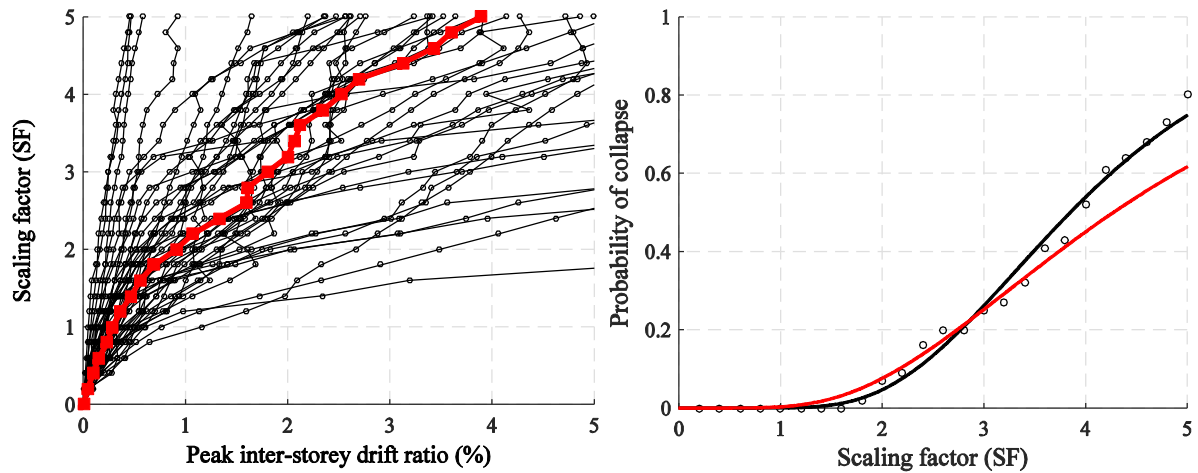 5
4
3
2
1
0
Scaling factor (SF)
0 1 2 3 4 5
Peak inter-storey drift ratio (%)
1
0.8
0.6
0.4
0.2
0
Probability of collapse
0 1 2 3 4 5
Scaling factor (SF)